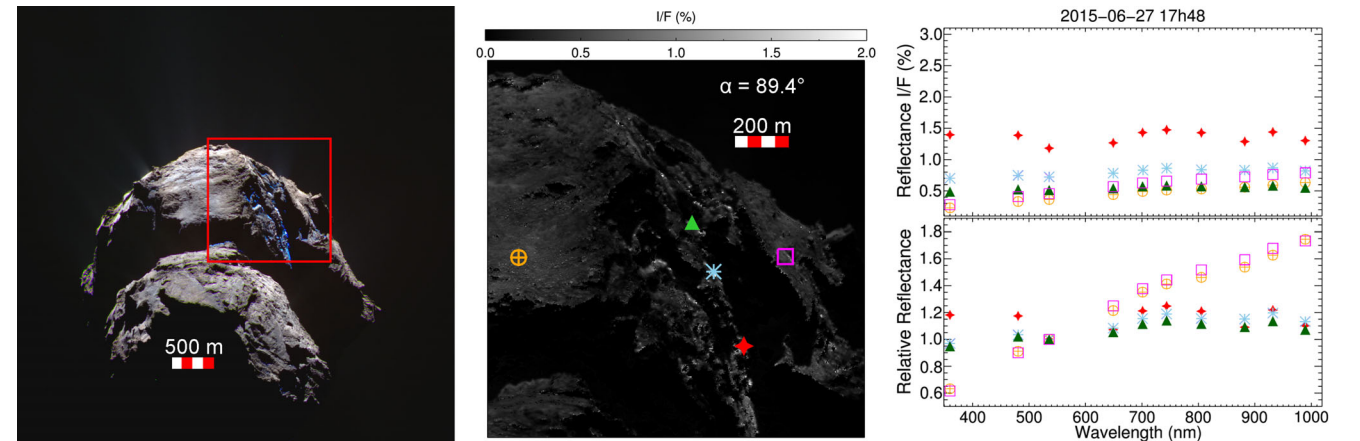 500 m
I/F (%)
0.0 0.5 1.0 1.5 2.0
α = 89.4°
200 m
2015-06-27 17h48
Reflectance I/F (%)
3.0
2.5
2.0
1.5
1.0
0.5
Relative Reflectance
1.8
1.6
1.4
1.2
1.0
0.8
0.6
400 500 600 700 800 900 1000
Wavelength (nm)